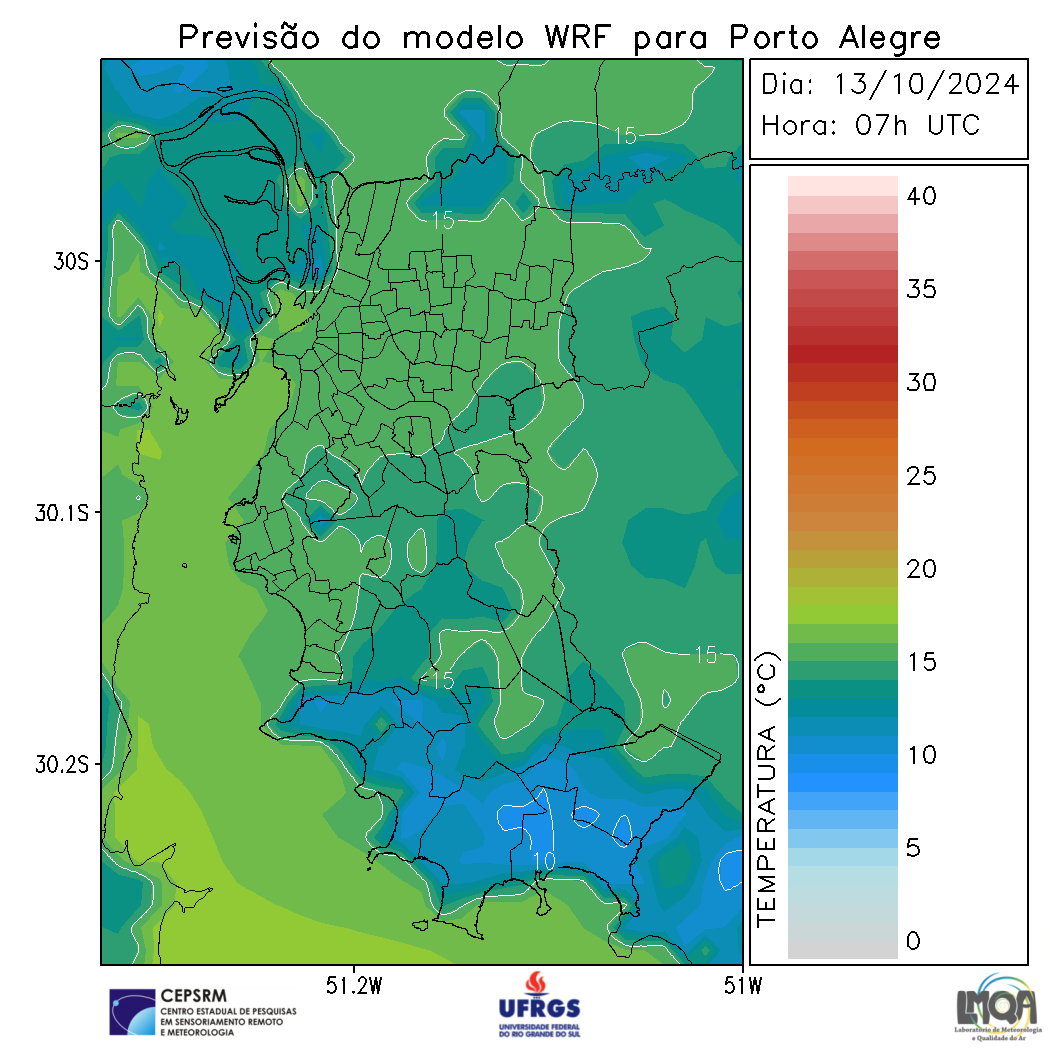 Previsão do modelo WRF para Porto Alegre
Dia: 13/10/2024
Hora: 07h UTC
15
15
15
15
10
30S
30.1S
30.2S
51.2W
51W
TEMPERATURA (°C)
40
35
30
25
20
15
10
5
0
CEPSRM
CENTRO ESTADUAL DE PESQUISAS
EM SENSORIAMENTO REMOTO
E METEOROLOGIA
UFRGS
UNIVERSIDADE FEDERAL
DO RIO GRANDE DO SUL
LMQA
Laboratório de Meteorologia
e Qualidade do Ar